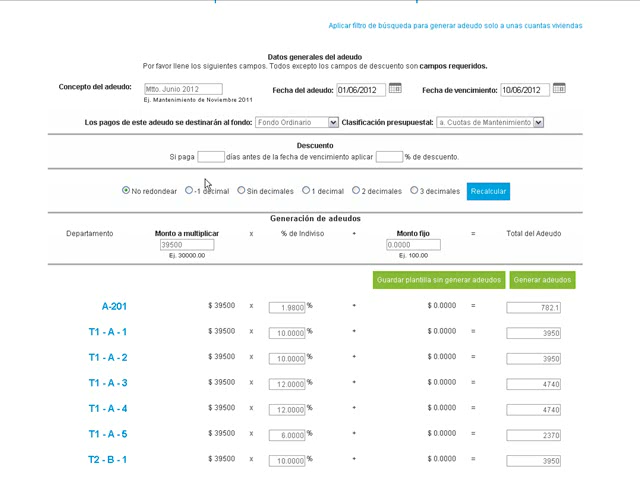 Aplicar filtro de búsqueda para generar adeudo solo a unas cuantas viviendas
Datos generales del adeudo
Por favor llene los siguientes campos. Todos excepto los campos de descuento son campos requeridos.
Concepto del adeudo: Mtto. Junio 2012 Fecha del adeudo: 01/06/2012 Fecha de vencimiento: 10/06/2012
Ej. Mantenimiento de Noviembre 2011
Los pagos de este adeudo se destinarán al fondo: Fondo Ordinario Clasificación presupuestal: a. Cuotas de Mantenimiento
Descuento
Si paga días antes de la fecha de vencimiento aplicar % de descuento.
No redondear -1 decimal Sin decimales 1 decimal 2 decimales 3 decimales Recalcular
Generación de adeudos
Departamento Monto a multiplicar x % de Indiviso + Monto fijo = Total del Adeudo
39500 0.0000
Ej. 30000.00 Ej. 100.00
Guardar plantilla sin generar adeudos Generar adeudos
A-201 $ 39500 x 1.9800 % + $ 0.0000 = 782.1
T1 - A - 1 $ 39500 x 10.0000 % + $ 0.0000 = 3950
T1 - A - 2 $ 39500 x 10.0000 % + $ 0.0000 = 3950
T1 - A - 3 $ 39500 x 12.0000 % + $ 0.0000 = 4740
T1 - A - 4 $ 39500 x 12.0000 % + $ 0.0000 = 4740
T1 - A - 5 $ 39500 x 6.0000 % + $ 0.0000 = 2370
T2 - B - 1 $ 39500 x 10.0000 % + $ 0.0000 = 3950